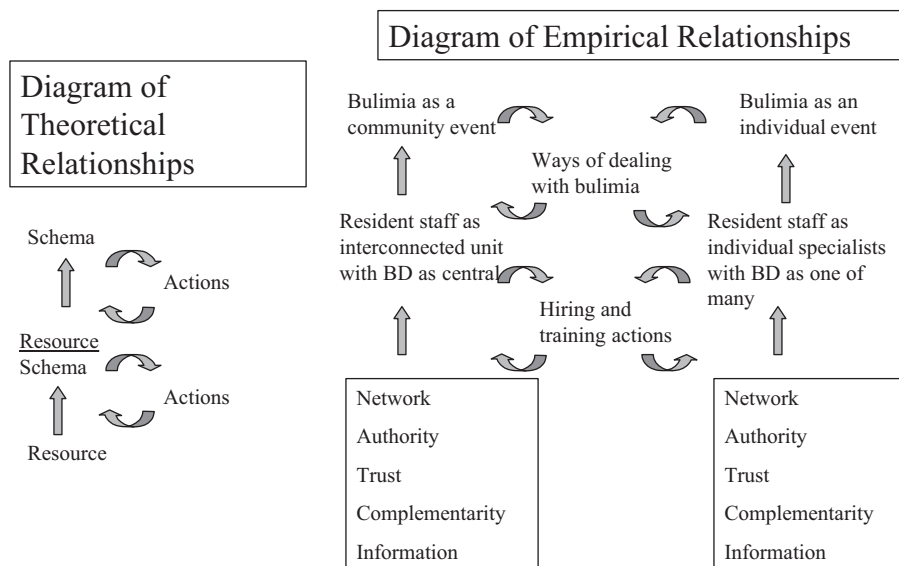 Diagram of
Theoretical
Relationships
Schema
Actions
Resource
Schema
Actions
Resource
Diagram of Empirical Relationships
Bulimia as a
community event
Bulimia as an
individual event
Ways of dealing
with bulimia
Resident staff as
interconnected unit
with BD as central
Resident staff as
individual specialists
with BD as one of
many
Hiring and
training actions
Network
Authority
Trust
Complementarity
Information
Network
Authority
Trust
Complementarity
Information